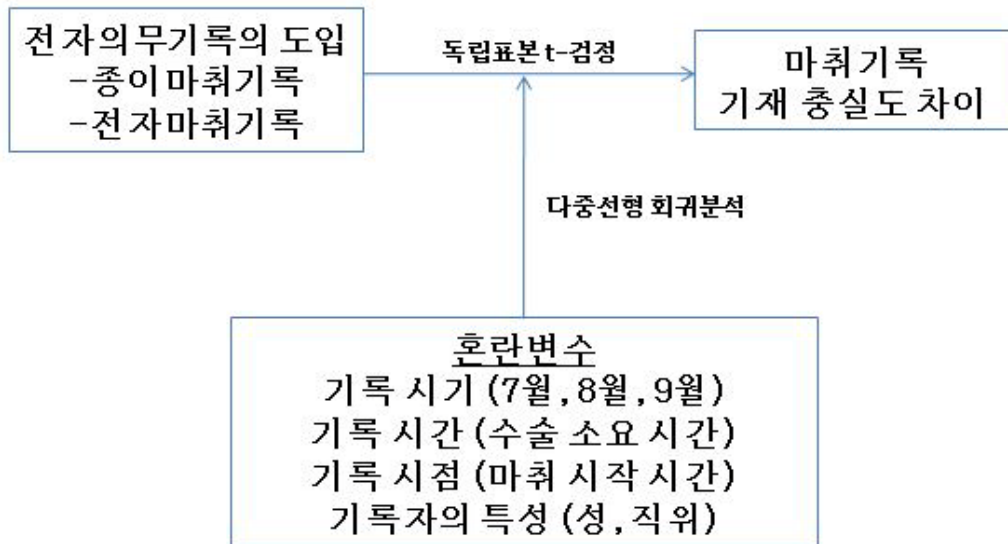 전자의무기록의 도입
-종이마취기록
-전자마취기록
독립표본 t-검정
마취기록
기재 충실도 차이
다중선형 회귀분석
혼란변수
기록 시기 (7월,8월,9월)
기록 시간 (수술 소요 시간)
기록 시점 (마취 시작 시간)
기록자의 특성 (성,직위)